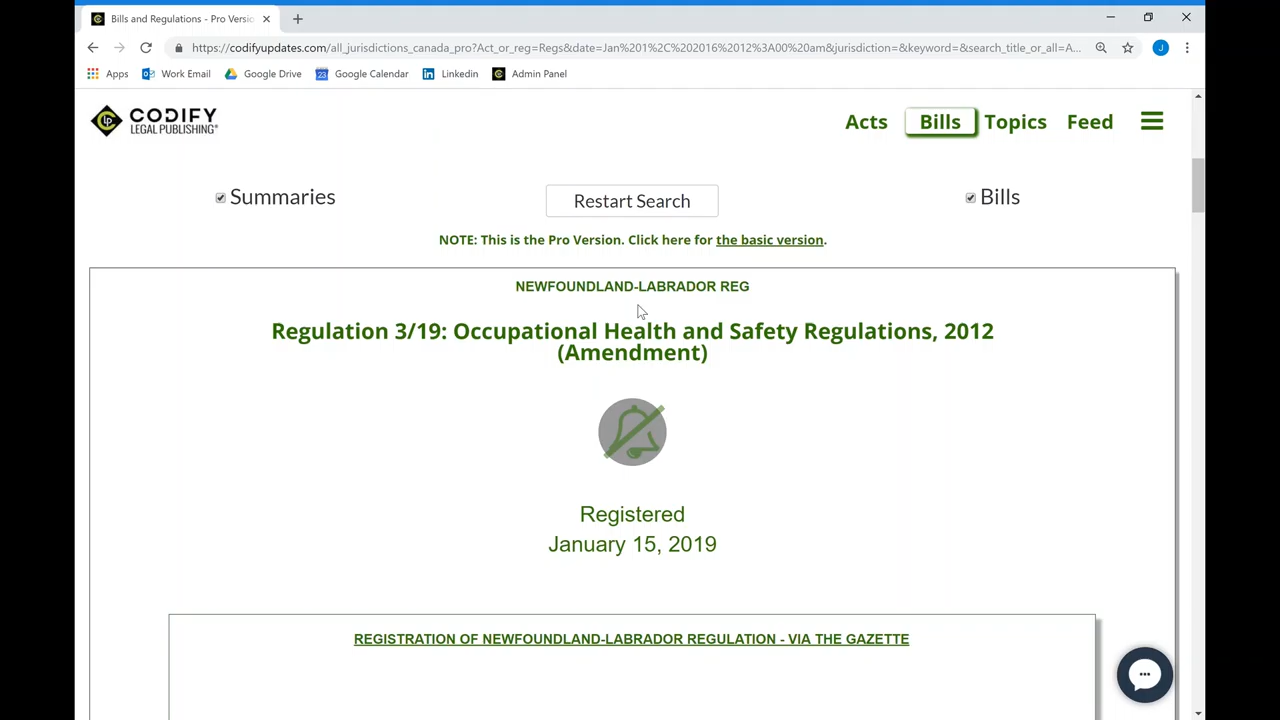 Bills and Regulations - Pro Versio
https://codifyupdates.com/all_jurisdictions_canada_pro?Act_or_reg=Regs&date=Jan%201%2C%202016%2012%3A00%20am&jurisdiction=&keyword=&search_title_or_all=A...
J
Apps Work Email Google Drive 23 Google Calendar Linkedin Admin Panel
LP CODIFY
LEGAL PUBLISHING®
Acts Bills Topics Feed
Summaries Restart Search Bills
NOTE: This is the Pro Version. Click here for the basic version.
NEWFOUNDLAND-LABRADOR REG
Regulation 3/19: Occupational Health and Safety Regulations, 2012
(Amendment)
Registered
January 15, 2019
REGISTRATION OF NEWFOUNDLAND-LABRADOR REGULATION - VIA THE GAZETTE